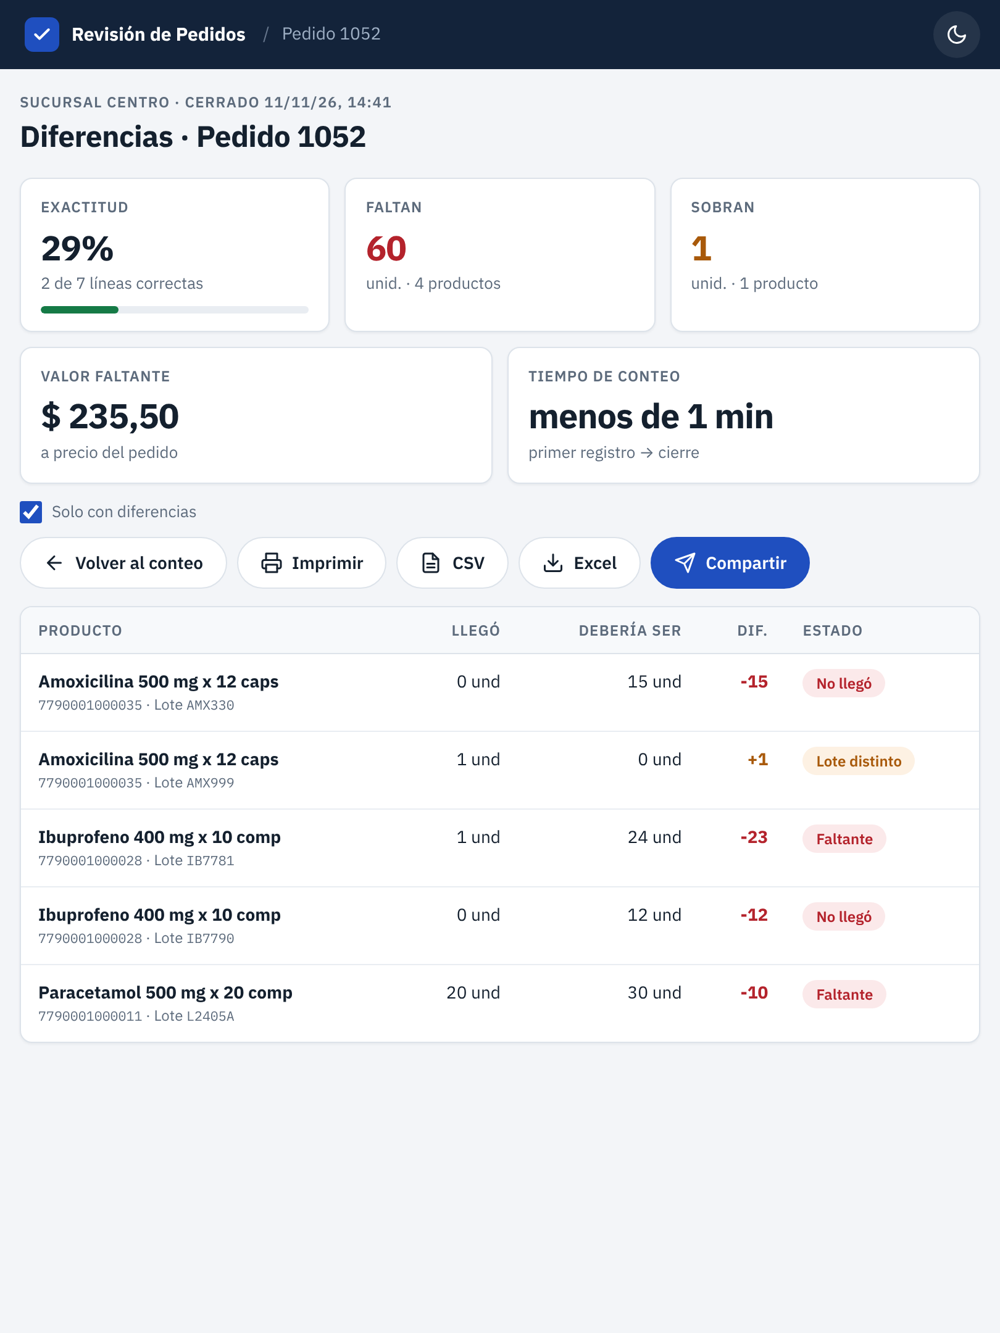 Revisión de Pedidos / Pedido 1052
SUCURSAL CENTRO · CERRADO 11/11/26, 14:41
Diferencias · Pedido 1052
EXACTITUD
29%
2 de 7 líneas correctas
FALTAN
60
unid. · 4 productos
SOBRAN
1
unid. · 1 producto
VALOR FALTANTE
$ 235,50
a precio del pedido
TIEMPO DE CONTEO
menos de 1 min
primer registro → cierre
Solo con diferencias
Volver al conteo Imprimir CSV Excel Compartir
PRODUCTO LLEGÓ DEBERÍA SER DIF. ESTADO
Amoxicilina 500 mg x 12 caps 0 und 15 und -15 No llegó
7790001000035 · Lote AMX330
Amoxicilina 500 mg x 12 caps 1 und 0 und +1 Lote distinto
7790001000035 · Lote AMX999
Ibuprofeno 400 mg x 10 comp 1 und 24 und -23 Faltante
7790001000028 · Lote IB7781
Ibuprofeno 400 mg x 10 comp 0 und 12 und -12 No llegó
7790001000028 · Lote IB7790
Paracetamol 500 mg x 20 comp 20 und 30 und -10 Faltante
7790001000011 · Lote L2405A